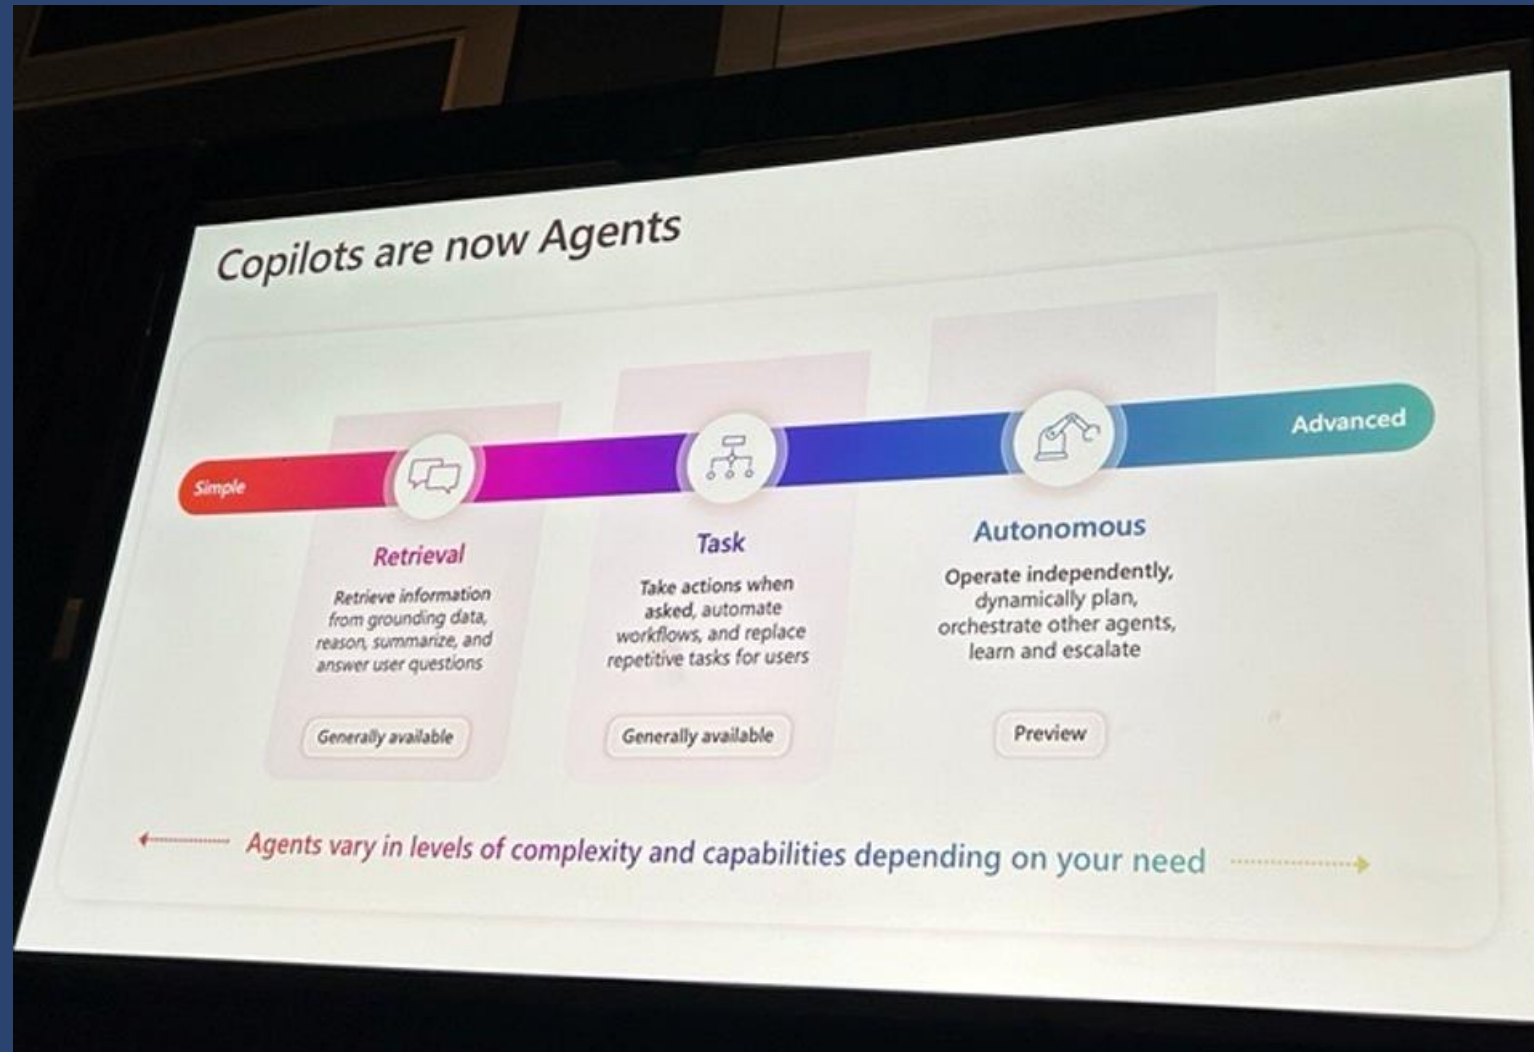 Copilots are now Agents
Simple
Advanced
Retrieval
Retrieve information
from grounding data,
reason, summarize, and
answer user questions
Generally available
Task
Take actions when
asked, automate
workflows, and replace
repetitive tasks for users
Generally available
Autonomous
Operate independently,
dynamically plan,
orchestrate other agents,
learn and escalate
Preview
Agents vary in levels of complexity and capabilities depending on your need